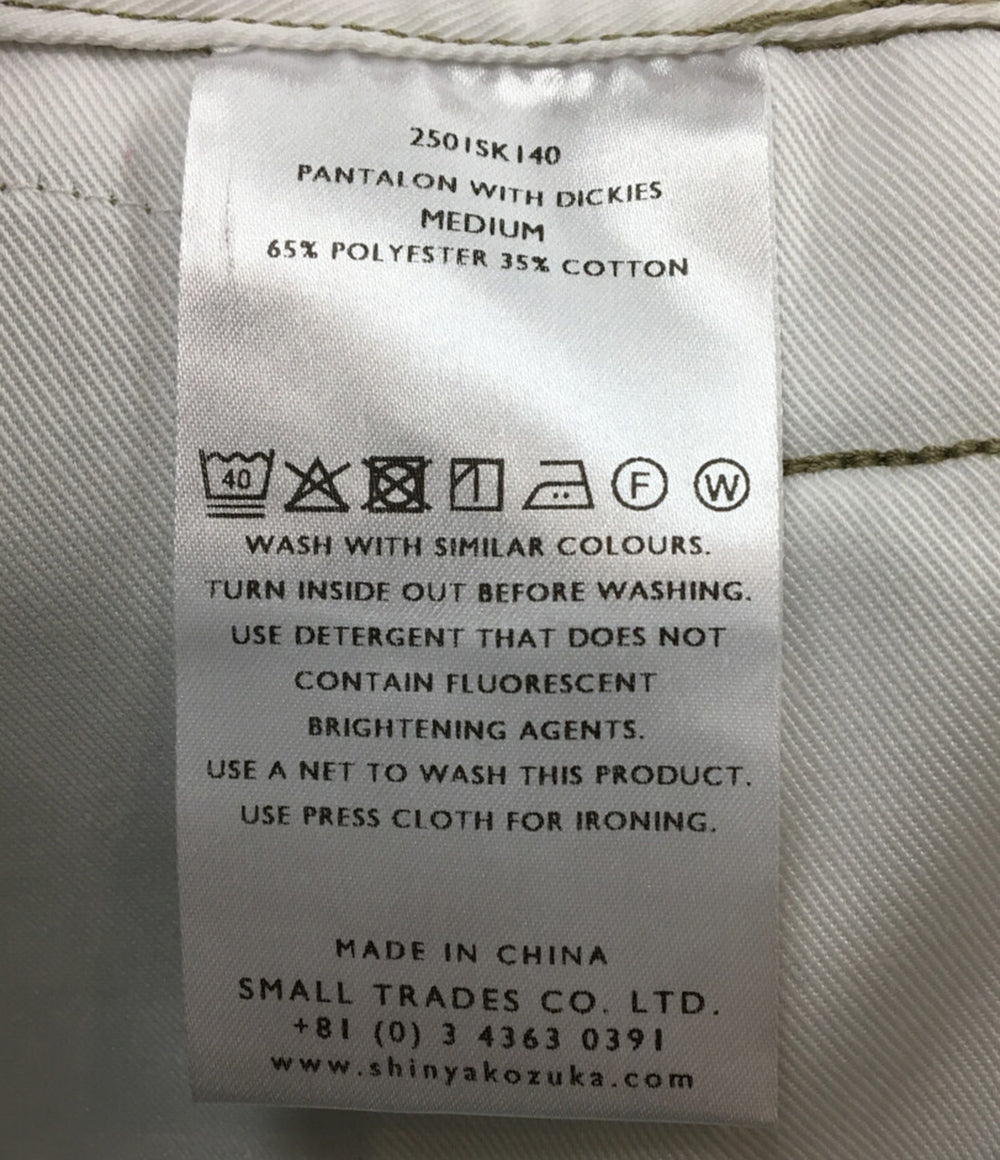 2501SK140
PANTALON WITH DICKIES
MEDIUM
65% POLYESTER 35% COTTON
40
F
W
WASH WITH SIMILAR COLOURS.
TURN INSIDE OUT BEFORE WASHING.
USE DETERGENT THAT DOES NOT
CONTAIN FLUORESCENT
BRIGHTENING AGENTS.
USE A NET TO WASH THIS PRODUCT.
USE PRESS CLOTH FOR IRONING.
MADE IN CHINA
SMALL TRADES CO. LTD.
+81 (0) 3 4363 0391
www.shinyakozuka.com